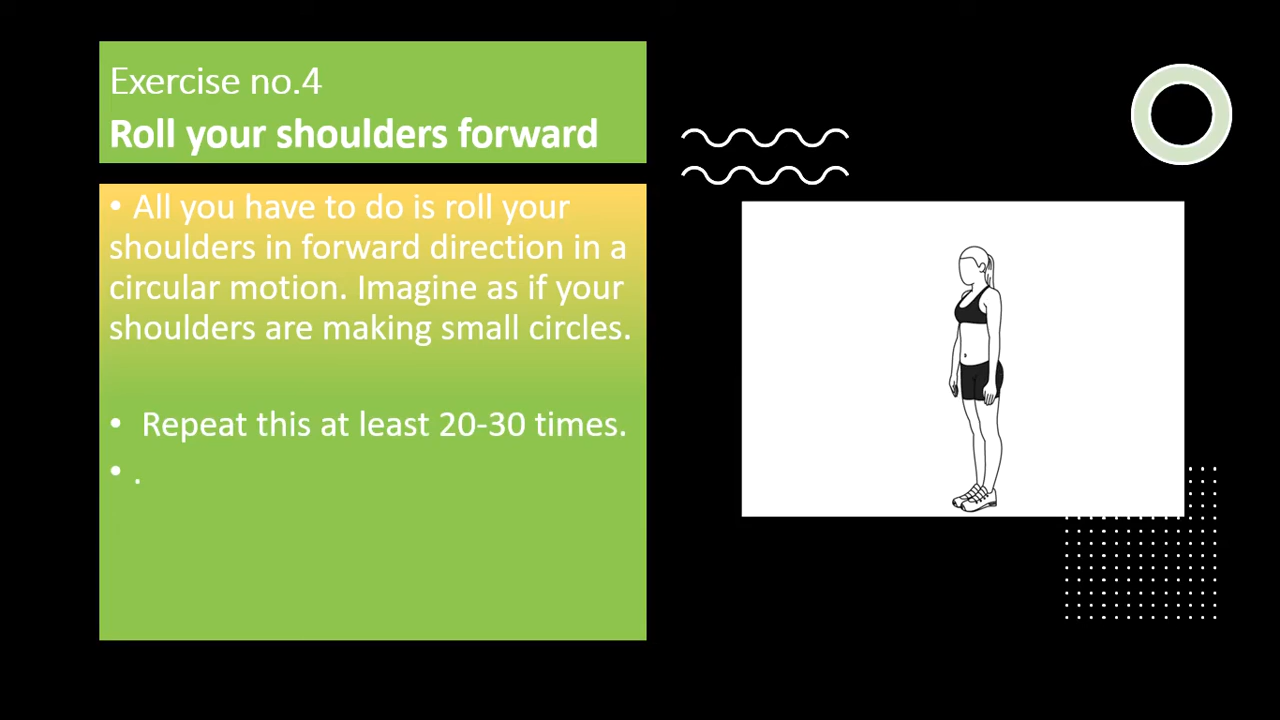 Exercise no.4
Roll your shoulders forward
• All you have to do is roll your
shoulders in forward direction in a
circular motion. Imagine as if your
shoulders are making small circles.
• Repeat this at least 20-30 times.
• .